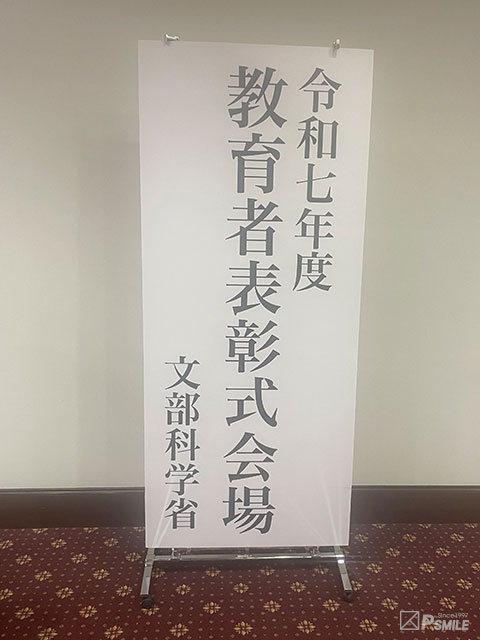 令和七年度
教育者表彰式会場
文部科学省
Since1997
PSMILE